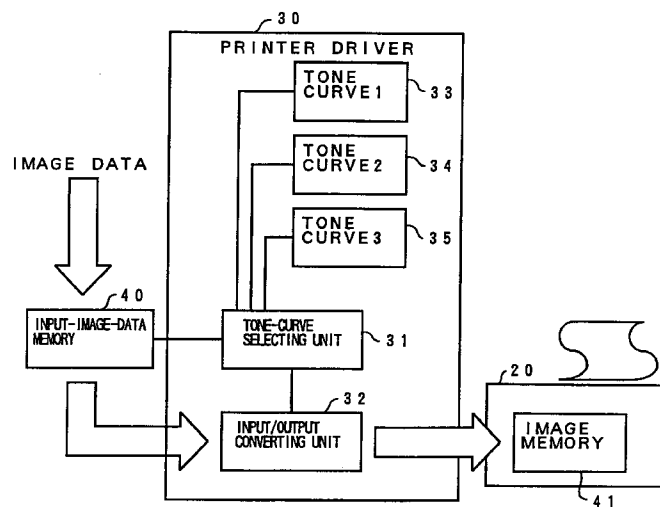 30
PRINTER DRIVER
TONE
CURVE1
33
TONE
CURVE2
34
IMAGE DATA
TONE
CURVE3
35
40
INPUT-IMAGE-DATA
MEMORY
TONE-CURVE
SELECTING UNIT
31
20
32
INPUT/OUTPUT
CONVERTING UNIT
IMAGE
MEMORY
41